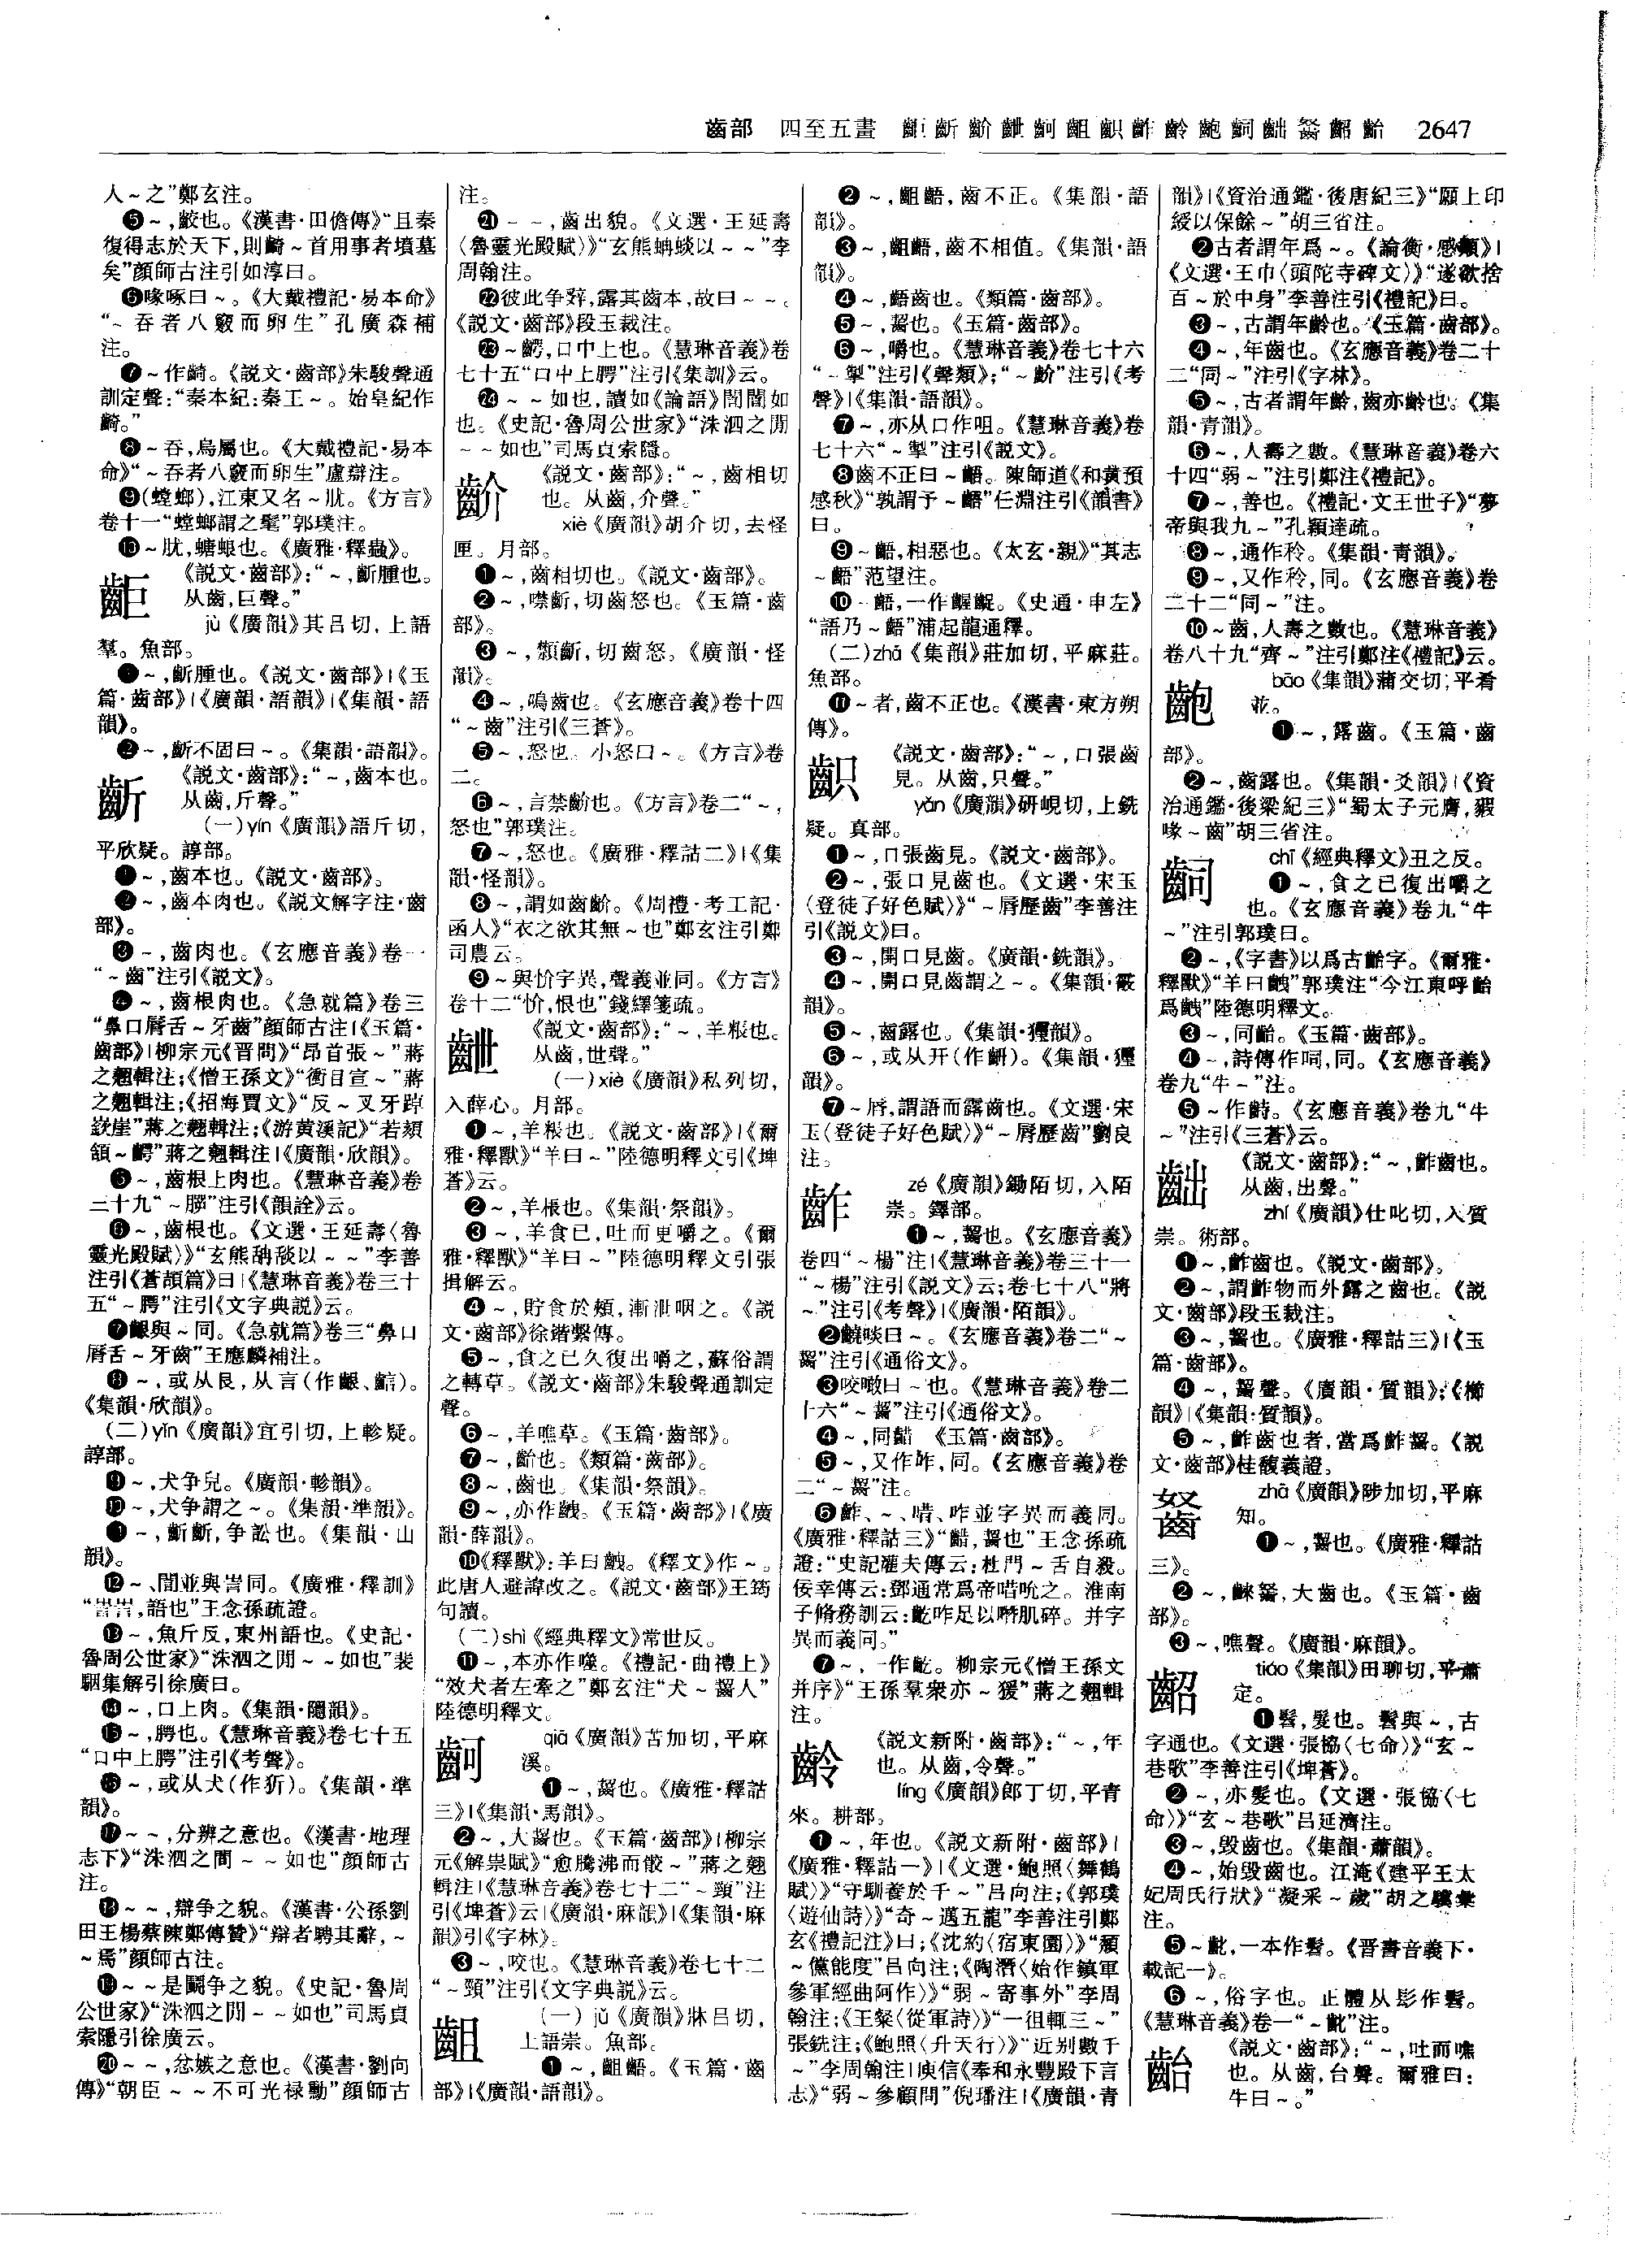 齒部　四至五畫　齟齗齘齛齣齟齞齚齡齙齝齜䶥齠齝　2647
人～之”鄭玄注。
❺～,齩也。《漢書·田儋傳》“且秦
復得志於天下,則齮～首用事者墳墓
矣”顔師古注引如淳曰。
❻喙啄曰～。《大戴禮記·易本命》
“～吞者八竅而卵生”孔廣森補
注。
❼～作齮。《説文·齒部》朱駿聲通
訓定聲:“秦本紀:秦王～。始皇紀作
齮。”
❽～吞,鳥屬也。《大戴禮記·易本
命》“～吞者八竅而卵生”盧辯注。
❾(螳螂),江東又名～肬。《方言》
卷十一“螳螂謂之髦”郭璞注。
❿～肬,螗蜋也。《廣雅·釋蟲》。
《説文·齒部》:“～,齗腫也。
从齒,巨聲。”
jù《廣韻》其吕切,上語
羣。魚部。
❶～,齗腫也。《説文·齒部》|《玉
篇·齒部》|《廣韻·語韻》|《集韻·語
韻》。
❷～,齗不固曰～。《集韻·語韻》。
齗
《説文·齒部》:“～,齒本也。
从齒,斤聲。”
(一)yín《廣韻》語斤切,
平欣疑。諄部。
❶～,齒本也。《説文·齒部》。
❷～,齒本肉也。《説文解字注·齒
部》。
❸～,齒肉也。《玄應音義》卷一
“～齒”注引《説文》。
❹～,齒根肉也。《急就篇》卷三
“鼻口脣舌～牙齒”顔師古注|《玉篇·
齒部》|柳宗元《晋問》“昂首張～”蔣
之翹輯注;《憎王孫文》“衝目宣～”蔣
之翹輯注;《招海賈文》“反～叉牙踔
嶔崖”蔣之翹輯注;《游黄溪記》“若頦
頷～齶”蔣之翹輯注|《廣韻·欣韻》。
❺～,齒根上肉也。《慧琳音義》卷
三十九“～腭”注引《韻詮》云。
❻～,齒根也。《文選·王延壽〈魯
靈光殿賦〉》“玄熊舑舕以～～”李善
注引《蒼頡篇》曰|《慧琳音義》卷三十
五“～腭”注引《文字典説》云。
❼齦與～同。《急就篇》卷三“鼻口
脣舌～牙齒”王應麟補注。
❽～,或从艮,从言(作齦、䶖)。
《集韻·欣韻》。
(二)yǐn《廣韻》宜引切,上軫疑。
諄部。
❾～,犬争皃。《廣韻·軫韻》。
❿～,犬争謂之～。《集韻·準韻》。
⓫～,齗齗,争訟也。《集韻·山
韻》。
⓬～、誾並與訔同。《廣雅·釋訓》
“訔訔,語也”王念孫疏證。
⓭～,魚斤反,東州語也。《史記·
魯周公世家》“洙泗之閒～～如也”裴
駰集解引徐廣曰。
⓮～,口上肉。《集韻·隱韻》。
⓯～,腭也。《慧琳音義》卷七十五
“口中上腭”注引《考聲》。
⓰～,或从犬(作狺)。《集韻·準
韻》。
⓱～～,分辨之意也。《漢書·地理
志下》“洙泗之間～～如也”顔師古
注。
⓲～～,辯争之貌。《漢書·公孫劉
田王楊蔡陳鄭傳贊》“辯者騁其辭,～
～焉”顔師古注。
⓳～～是鬭争之貌。《史記·魯周
公世家》“洙泗之閒～～如也”司馬貞
索隱引徐廣云。
⓴～～,忿嫉之意也。《漢書·劉向
傳》“朝臣～～不可光禄勳”顔師古
注。
㉑～～,齒出貌。《文選·王延壽
〈魯靈光殿賦〉》“玄熊蚺蛟以～～”李
周翰注。
㉒彼此争辤,露其齒本,故曰～～。
《説文·齒部》段玉裁注。
㉓～齶,口中上也。《慧琳音義》卷
七十五“口中上腭”注引《集訓》云。
㉔～～如也,讀如《論語》誾誾如
也。《史記·魯周公世家》“洙泗之閒
～～如也”司馬貞索隱。
齘
《説文·齒部》:“～,齒相切
也。从齒,介聲。”
xiè《廣韻》胡介切,去怪
匣。月部。
❶～,齒相切也。《説文·齒部》。
❷～,噤齘,切齒怒也。《玉篇·齒
部》。
❸～,䫴齘,切齒怒。《廣韻·怪
韻》。
❹～,鳴齒也。《玄應音義》卷十四
“～齒”注引《三蒼》。
❺～,怒也。小怒曰～。《方言》卷
二。
❻～,言禁齘也。《方言》卷二“～,
怒也”郭璞注。
❼～,怒也。《廣雅·釋詁二》|《集
韻·怪韻》。
❽～,謂如齒齘。《周禮·考工記·
函人》“衣之欲其無～也”鄭玄注引鄭
司農云。
❾～與忦字異,聲義並同。《方言》
卷十二“忦,恨也”錢繹箋疏。
齛
《説文·齒部》:“～,羊粻也。
从齒,世聲。”
(一)xiè《廣韻》私列切,
入薛心。月部。
❶～,羊粻也。《説文·齒部》|《爾
雅·釋獸》“羊曰～”陸德明釋文引《埤
蒼》云。
❷～,羊粻也。《集韻·祭韻》。
❸～,羊食已,吐而更嚼之。《爾
雅·釋獸》“羊曰～”陸德明釋文引張
揖解云。
❹～,貯食於頰,漸泄咽之。《説
文·齒部》徐鍇繫傳。
❺～,食之已久復出嚼之,蘇俗謂
之轉草。《説文·齒部》朱駿聲通訓定
聲。
❻～,羊噍草。《玉篇·齒部》。
❼～,齝也。《類篇·齒部》。
❽～,齒也。《集韻·祭韻》。
❾～,亦作齥。《玉篇·齒部》|《廣
韻·薛韻》。
❿《釋獸》:羊曰齥。《釋文》作～。
此唐人避諱改之。《説文·齒部》王筠
句讀。
(二)shì《經典釋文》常世反。
⓫～,本亦作噬。《禮記·曲禮上》
“效犬者左牽之”鄭玄注“犬～齧人”
陸德明釋文。
qiā《廣韻》苦加切,平麻
溪。
❶～,齧也。《廣雅·釋詁
三》|《集韻·馬韻》。
❷～,大齧也。《玉篇·齒部》|柳宗
元《解祟賦》“愈騰沸而骹～”蔣之翹
輯注|《慧琳音義》卷七十二“～頸”注
引《埤蒼》云|《廣韻·麻韻》|《集韻·麻
韻》引《字林》。
❸～,咬也。《慧琳音義》卷七十二
“～頸”注引《文字典説》云。
齟
(一)jǔ《廣韻》牀吕切,
上語崇。魚部。
❶～,齟齬。《玉篇·齒
部》|《廣韻·語韻》。
❷～,齟齬,齒不正。《集韻·語
韻》。
❸～,齟齬,齒不相值。《集韻·語
韻》。
❹～,齬齒也。《類篇·齒部》。
❺～,齧也。《玉篇·齒部》。
❻～,嚼也。《慧琳音義》卷七十六
“～掣”注引《聲類》;“～齘”注引《考
聲》|《集韻·語韻》。
❼～,亦从口作咀。《慧琳音義》卷
七十六“～掣”注引《説文》。
❽齒不正曰～齬。陳師道《和黄預
感秋》“孰謂予～齬”任淵注引《韻書》
曰。
❾～齬,相惡也。《太玄·親》“其志
～齬”范望注。
❿～齬,一作齷齪。《史通·申左》
“語乃～齬”浦起龍通釋。
(二)zhā《集韻》莊加切,平麻莊。
魚部。
⓫～者,齒不正也。《漢書·東方朔
傳》。
齞
《説文·齒部》:“～,口張齒
見。从齒,只聲。”
yǎn《廣韻》研峴切,上銑
疑。真部。
❶～,口張齒見。《説文·齒部》。
❷～,張口見齒也。《文選·宋玉
〈登徒子好色賦〉》“～脣歷齒”李善注
引《説文》曰。
❸～,開口見齒。《廣韻·銑韻》。
❹～,開口見齒謂之～。《集韻·霰
韻》。
❺～,齒露也。《集韻·𤣗韻》。
❻～,或从开(作齞)。《集韻·
韻》。
❼～脣,謂語而露齒也。《文選·宋
玉〈登徒子好色賦〉》“～脣歷齒”劉良
注。
齚
zé《廣韻》鋤陌切,入陌
崇。鐸部。
❶～,齧也。《玄應音義》
卷四“～楊”注|《慧琳音義》卷三十一
“～楊”注引《説文》云;卷七十八“將
～”注引《考聲》|《廣韻·陌韻》。
❷齩啖曰～。《玄應音義》卷二“～
齧”注引《通俗文》。
❸咬噉曰～也。《慧琳音義》卷二
十六“～齧”注引《通俗文》。
❹～,同齰 《玉篇·齒部》。
❺～,又作咋,同。《玄應音義》卷
二“～齧”注。
❻齰、～、唶、咋並字異而義同。
《廣雅·釋詁三》“齰,齧也”王念孫疏
證:“史記灌夫傳云:杜門～舌自殺。
佞幸傳云:鄧通常爲帝唶吮之。淮南
子脩務訓云:齕咋足以㗖肌碎。并字
異而義同。”
❼～,一作齕。柳宗元《憎王孫文
并序》“王孫羣衆亦～猨”蔣之翹輯
注。
齡
《説文新附·齒部》:“～,年
也。从齒,令聲。”
líng《廣韻》郎丁切,平青
來。耕部。
❶～,年也。《説文新附·齒部》|
《廣雅·釋詁一》|《文選·鮑照〈舞鶴
賦〉》“守馴養於千～”吕向注;《郭璞
〈遊仙詩〉》“奇～邁五龍”李善注引鄭
玄《禮記注》曰;《沈約〈宿東園〉》“頹
～儻能度”吕向注;《陶潛〈始作鎮軍
參軍經曲阿作〉》“弱～寄事外”李周
翰注;《王粲〈從軍詩〉》“一徂輒三～”
張銑注;《鮑照〈升天行〉》“近别數千
～”李周翰注|庾信《奉和永豐殿下言
志》“弱～參顧問”倪璠注|《廣韻·青
韻》|《資治通鑑·後唐紀三》“願上印
綬以保餘～”胡三省注。
❷古者謂年爲～。《論衡·感類》|
《文選·王巾〈頭陀寺碑文〉》“遂欲捨
百～於中身”李善注引《禮記》曰。
❸～,古謂年齡也。《玉篇·齒部》。
❹～,年齒也。《玄應音義》卷二十
二“同～”注引《字林》。
❺～,古者謂年齡,齒亦齡也。《集
韻·青韻》。
❻～,人壽之數。《慧琳音義》卷六
十四“弱～”注引鄭注《禮記》。
❼～,善也。《禮記·文王世子》“夢
帝與我九～”孔穎達疏。
❽～,通作秢。《集韻·青韻》。
❾～,又作秢,同。《玄應音義》卷
二十二“同～”注。
❿～齒,人壽之數也。《慧琳音義》
卷八十九“齊～”注引鄭注《禮記》云。
齙
bāo《集韻》蒲交切,平肴
並。
❶～,露齒。《玉篇·齒
部》。
❷～,齒露也。《集韻·爻韻》|《資
治通鑑·後梁紀三》“蜀太子元膺,豭
喙～齒”胡三省注。
chī《經典釋文》丑之反。
❶～,食之已復出嚼之
也。《玄應音義》卷九“牛
～”注引郭璞曰。
❷～,《字書》以爲古齝字。《爾雅·
釋獸》“羊曰齥”郭璞注“今江東呼齝
爲齥”陸德明釋文。
❸～,同齝。《玉篇·齒部》。
❹～,詩傳作呞,同。《玄應音義》
卷九“牛～”注。
❺～作䶔。《玄應音義》卷九“牛
～”注引《三蒼》云。
《説文·齒部》:“～,齚齒也。
从齒,出聲。”
zhí《廣韻》仕叱切,入質
崇。術部。
❶～,齚齒也。《説文·齒部》。
❷～,謂齚物而外露之齒也。《説
文·齒部》段玉裁注。
❸～,齧也。《廣雅·釋詁三》|《玉
篇·齒部》。
❹～,齧聲。《廣韻·質韻》;《櫛
韻》|《集韻·質韻》。
❺～,齚齒也者,當爲齚齧。《説
文·齒部》桂馥義證。
zhā《廣韻》陟加切,平麻
知。
❶～,齧也。《廣雅·釋詁
三》。
❷～,大齒也。《玉篇·齒
部》。
❸～,噍聲。《廣韻·麻韻》。
齠
tiáo《集韻》田聊切,平蕭
定。
❶髫,髮也。髫與～,古
字通也。《文選·張協〈七命〉》“玄～
巷歌”李善注引《埤蒼》。
❷～,亦髮也。《文選·張協〈七
命〉》“玄～巷歌”吕延濟注。
❸～,毁齒也。《集韻·蕭韻》。
❹～,始毁齒也。江淹《建平王太
妃周氏行狀》“凝采～歲”胡之驥彙
注。
❺～齔,一本作髫。《晋書音義下·
載記一》。
❻～,俗字也。正體从髟作髫。
《慧琳音義》卷一“～齔”注。
齝
《説文·齒部》:“～,吐而噍
也。从齒,台聲。爾雅曰:
牛曰～。”